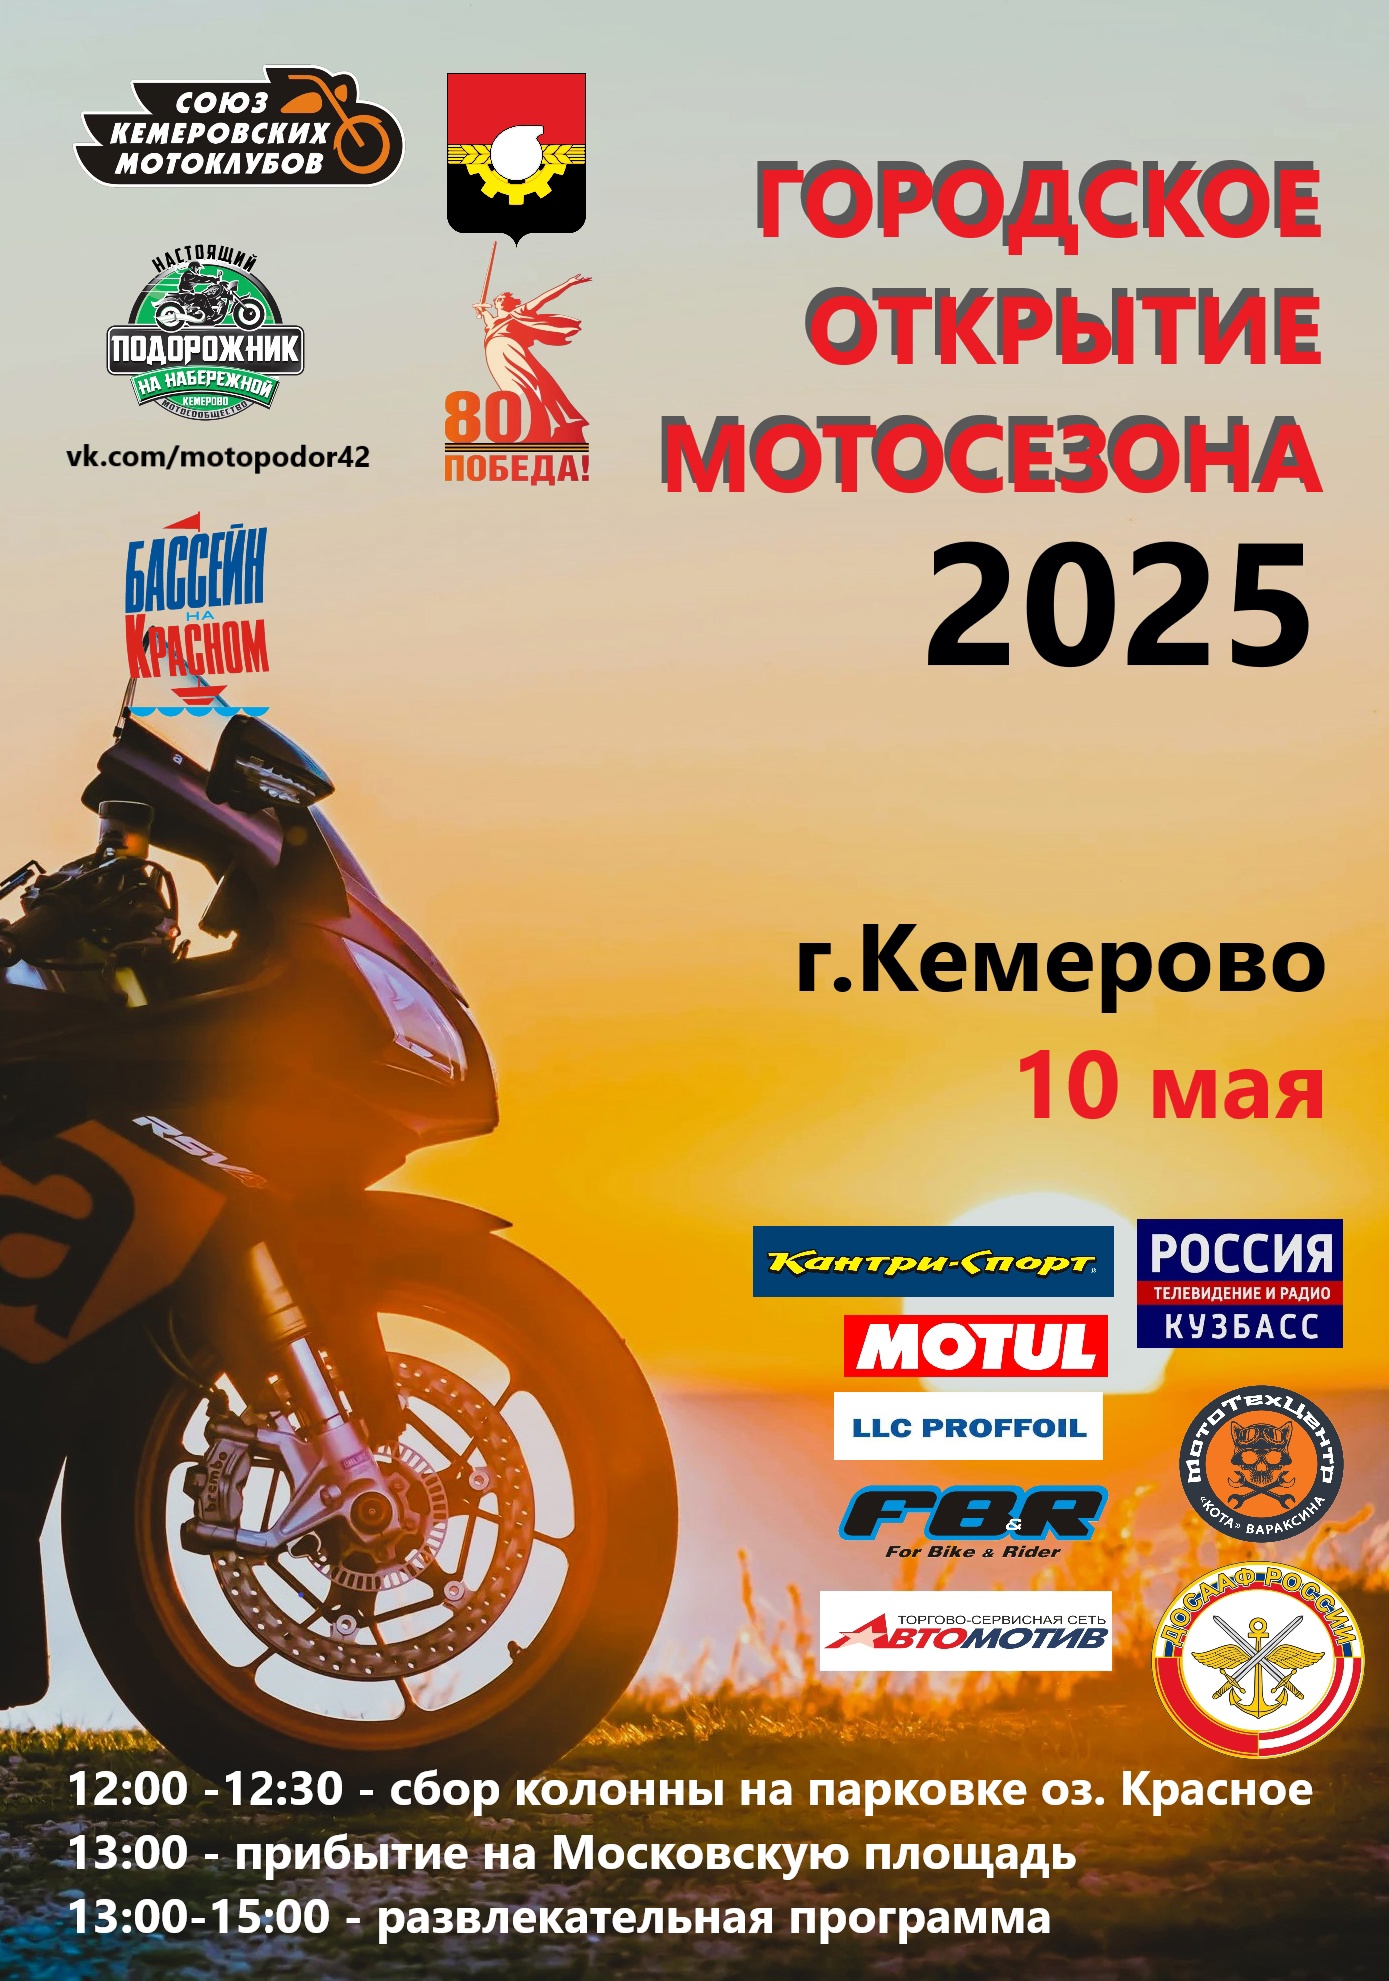 СОЮЗ
КЕМЕРОВСКИХ
МОТОКЛУБОВ
НАСТОЯЩИЙ
ПОДОРОЖНИК
НА НАБЕРЕЖНОЙ
КЕМЕРОВО
МОТОСООБЩЕСТВО
vk.com/motopodor42
80
ПОБЕДА!
БАССЕЙН
НА
КРАСНОМ
ГОРОДСКОЕ
ОТКРЫТИЕ
МОТОСЕЗОНА
2025
г.Кемерово
10 мая
a
RSV4
a
brembo
Кантри-Спорт
РОССИЯ
ТЕЛЕВИДЕНИЕ И РАДИО
КУЗБАСС
MOTUL
LLC PROFFOIL
МотоТехЦентр
«КОТА» ВАРАКСИНА
FB&R
For Bike & Rider
ТОРГОВО-СЕРВИСНАЯ СЕТЬ
АВТОМОТИВ
ДОСААФ РОССИИ
12:00 -12:30 - сбор колонны на парковке оз. Красное
13:00 - прибытие на Московскую площадь
13:00-15:00 - развлекательная программа